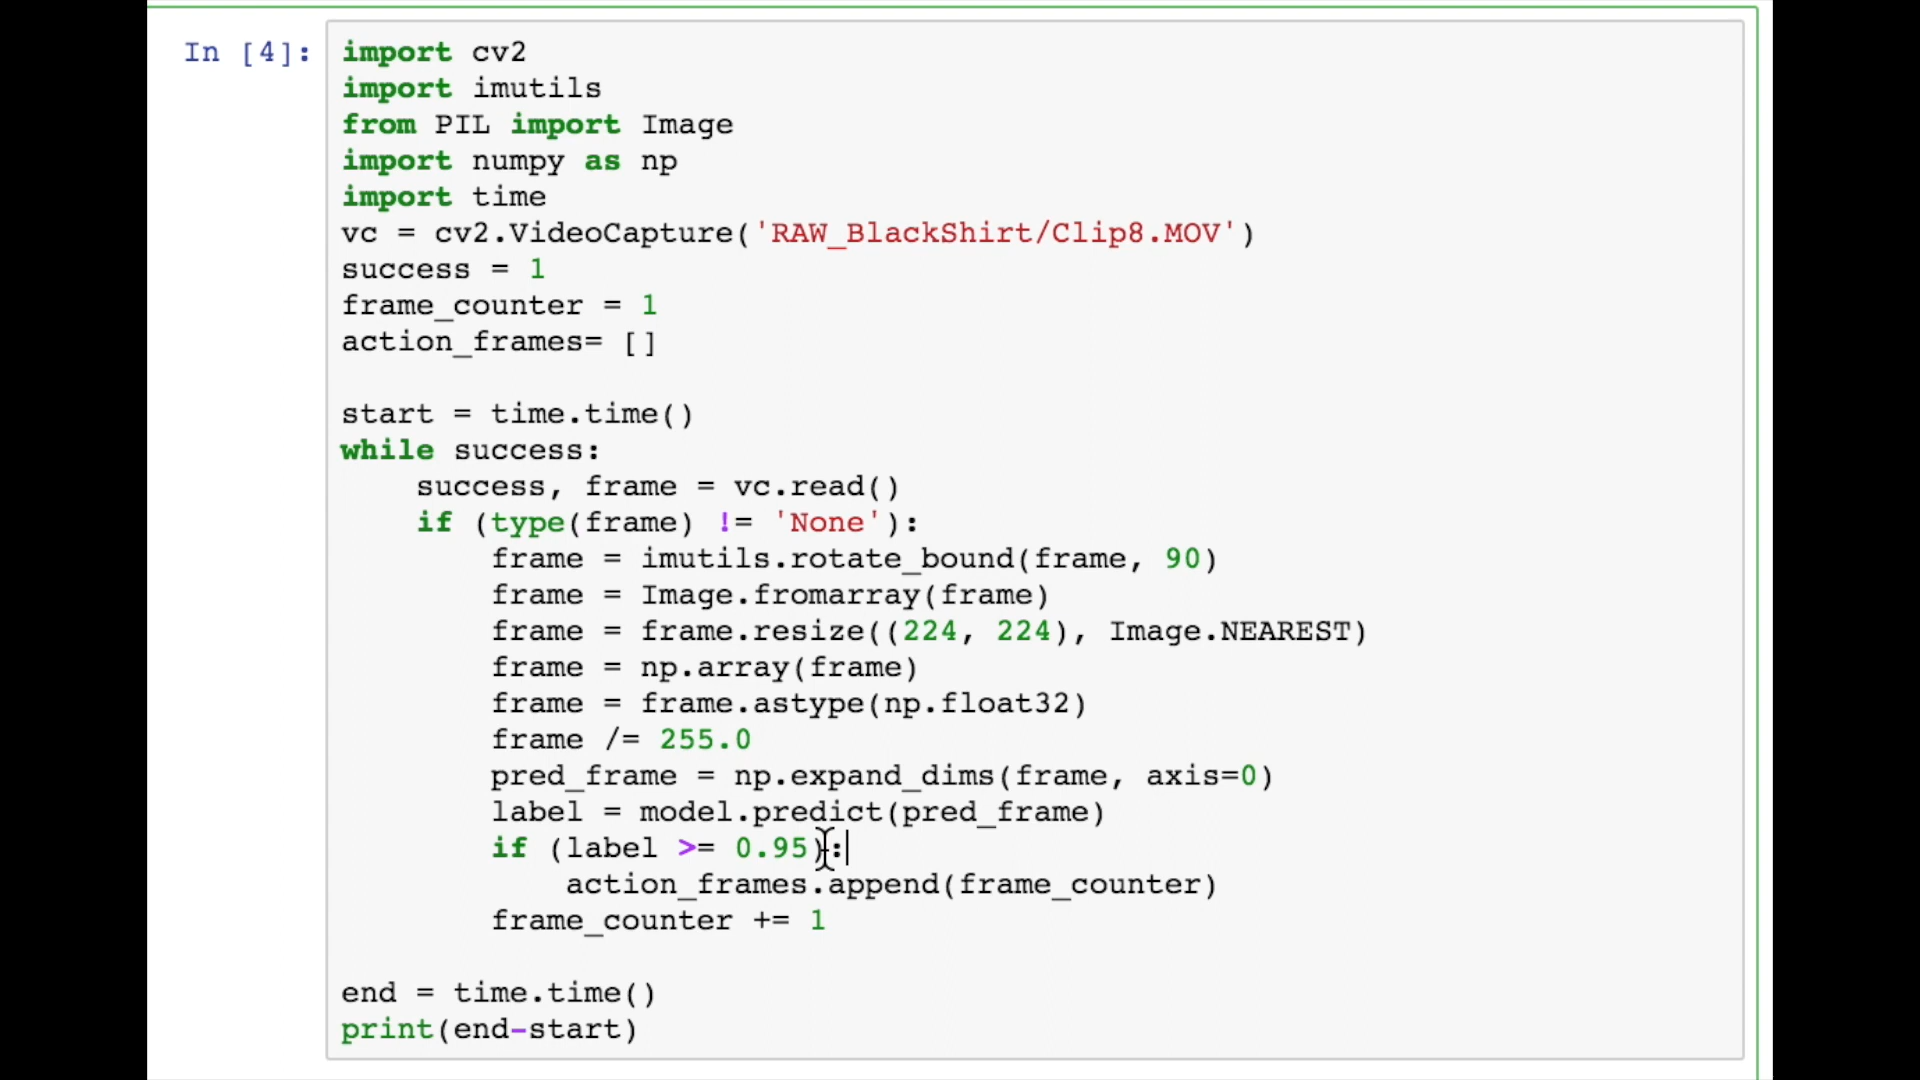 In [4]:
import cv2
import imutils
from PIL import Image
import numpy as np
import time
vc = cv2.VideoCapture('RAW_BlackShirt/Clip8.MOV')
success = 1
frame_counter = 1
action_frames= []
start = time.time()
while success:
    success, frame = vc.read()
    if (type(frame) != 'None'):
        frame = imutils.rotate_bound(frame, 90)
        frame = Image.fromarray(frame)
        frame = frame.resize((224, 224), Image.NEAREST)
        frame = np.array(frame)
        frame = frame.astype(np.float32)
        frame /= 255.0
        pred_frame = np.expand_dims(frame, axis=0)
        label = model.predict(pred_frame)
        if (label >= 0.95):
            action_frames.append(frame_counter)
        frame_counter += 1
end = time.time()
print(end-start)